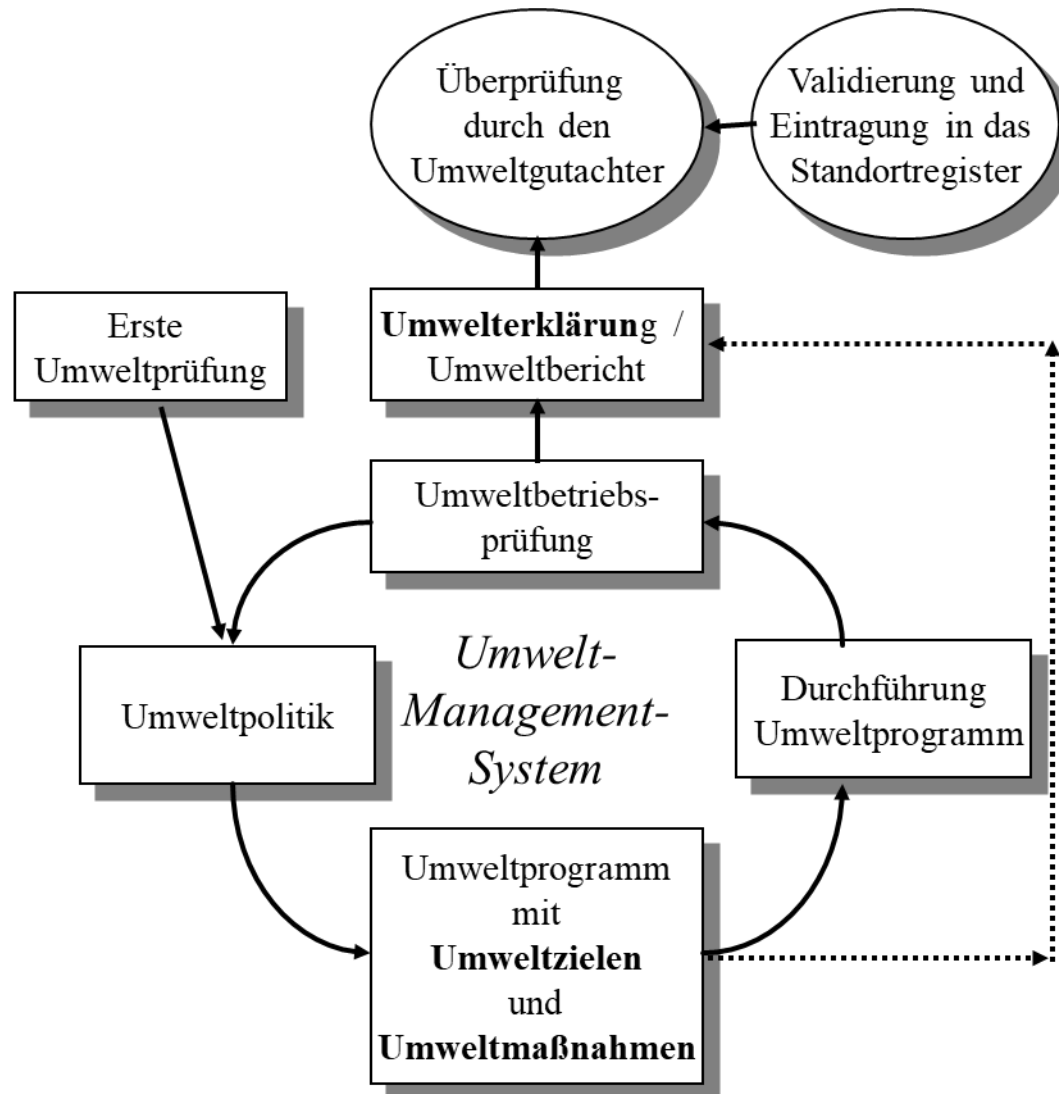 Überprüfung
durch den
Umweltgutachter
Validierung und
Eintragung in das
Standortregister
Erste
Umweltprüfung
Umwelterklärung /
Umweltbericht
Umweltbetriebs-
prüfung
Umweltpolitik
Umwelt-
Management-
System
Durchführung
Umweltprogramm
Umweltprogramm
mit
Umweltzielen
und
Umweltmaßnahmen